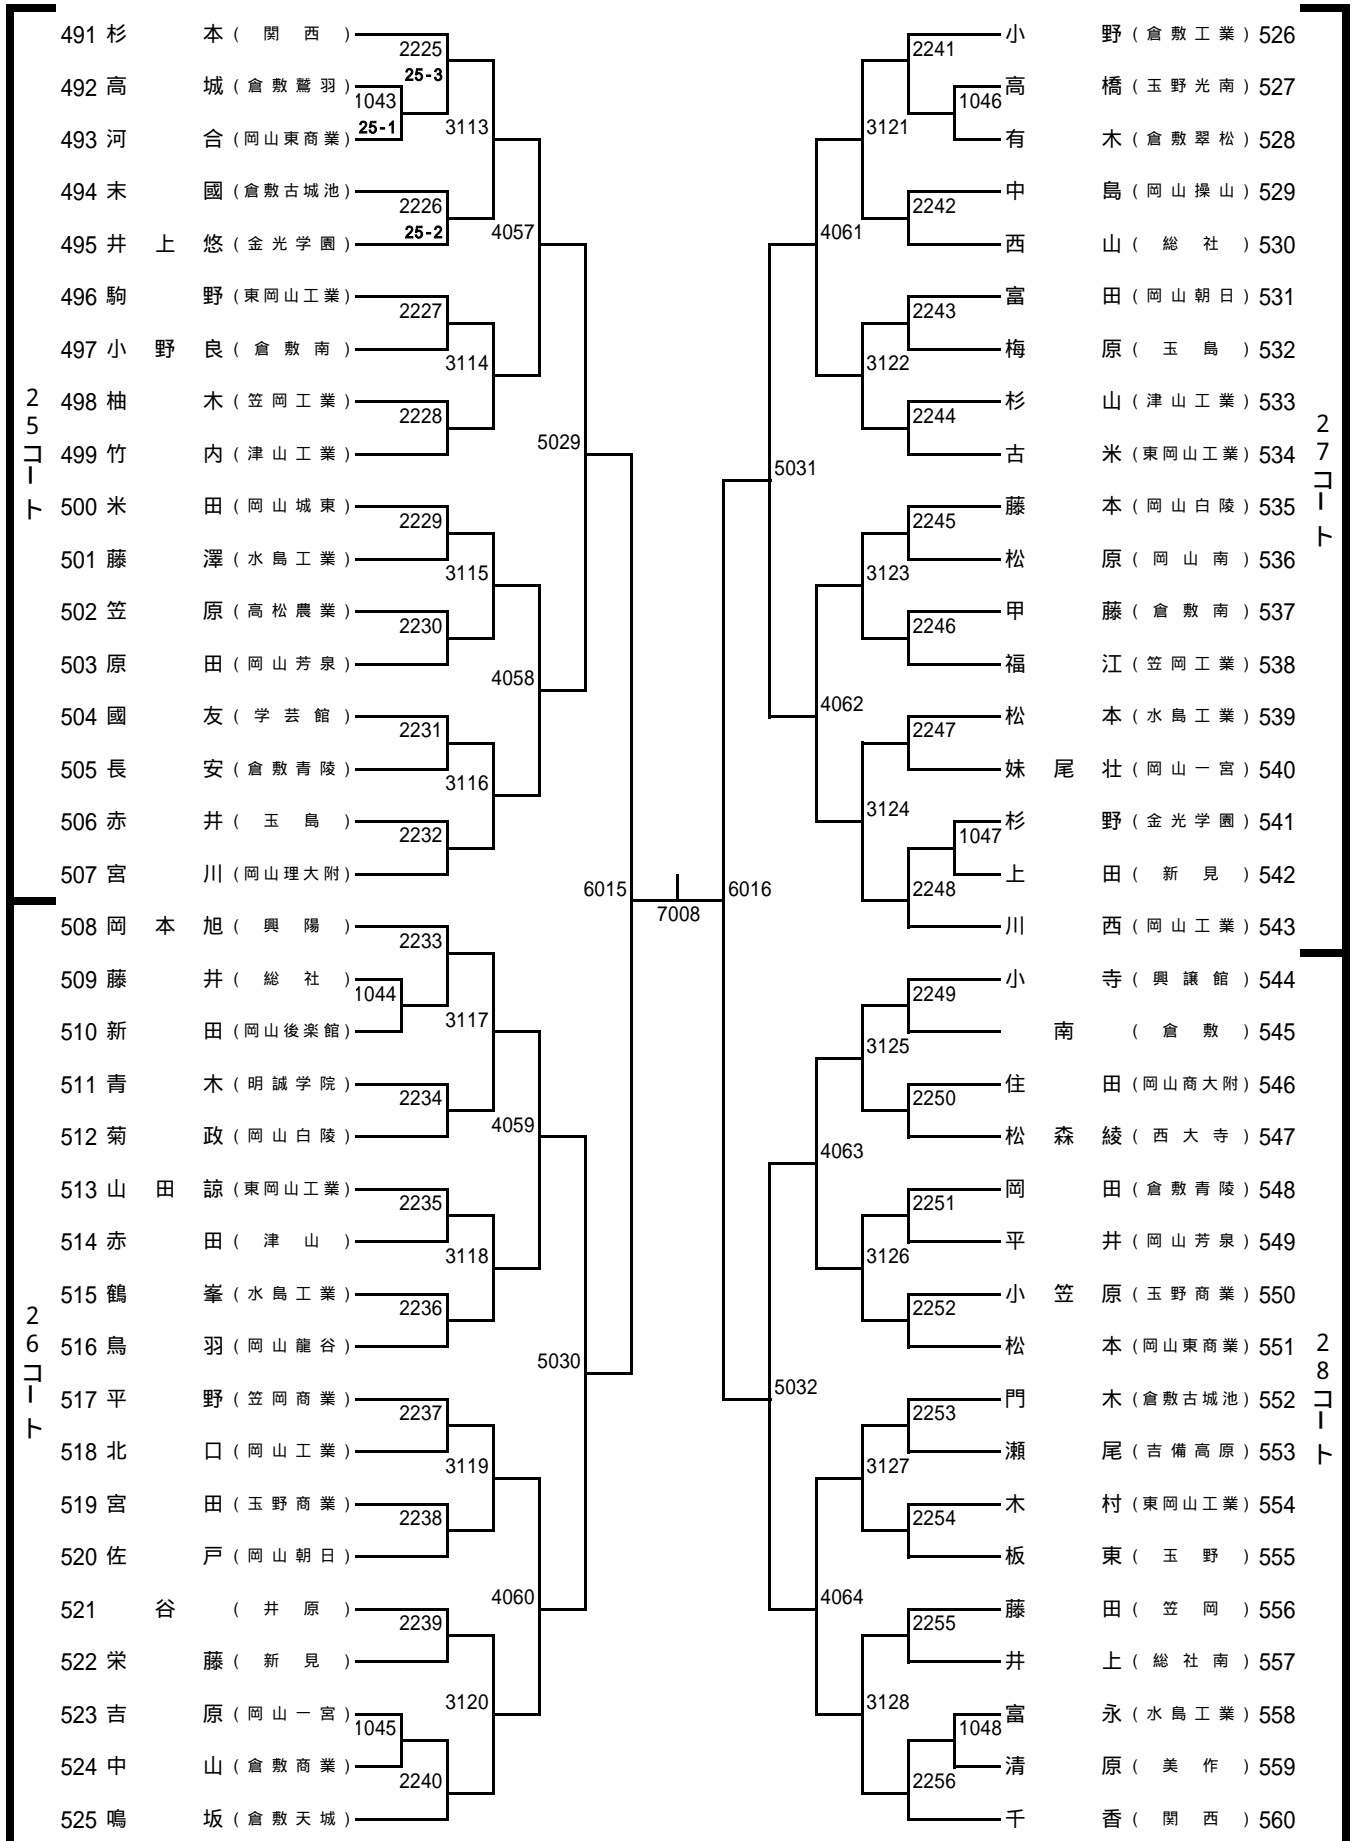 25コート
491 杉 本 (関 西)
492 高 城 (倉敷鷲羽)
493 河 合 (岡山東商業)
494 末 國 (倉敷古城池)
495 井 上 悠 (金光学園)
496 駒 野 (東岡山工業)
497 小 野 良 (倉敷南)
498 柚 木 (笠岡工業)
499 竹 内 (津山工業)
500 米 田 (岡山城東)
501 藤 澤 (水島工業)
502 笠 原 (高松農業)
503 原 田 (岡山芳泉)
504 國 友 (学芸館)
505 長 安 (倉敷青陵)
506 赤 井 (玉 島)
507 宮 川 (岡山理大附)
26コート
508 岡 本 旭 (興 陽)
509 藤 井 (総 社)
510 新 田 (岡山後楽館)
511 青 木 (明誠学院)
512 菊 政 (岡山白陵)
513 山 田 諒 (東岡山工業)
514 赤 田 (津 山)
515 鶴 峯 (水島工業)
516 鳥 羽 (岡山龍谷)
517 平 野 (笠岡商業)
518 北 口 (岡山工業)
519 宮 田 (玉野商業)
520 佐 戸 (岡山朝日)
521 谷 (井 原)
522 栄 藤 (新 見)
523 吉 原 (岡山一宮)
524 中 山 (倉敷商業)
525 鳴 坂 (倉敷天城)
1043
25-1
1044
1045
2225
25-3
2226
25-2
2227
2228
2229
2230
2231
2232
2233
2234
2235
2236
2237
2238
2239
2240
3113
3114
3115
3116
3117
3118
3119
3120
4057
4058
4059
4060
5029
5030
6015
7008
6016
5031
5032
4061
4062
4063
4064
3121
3122
3123
3124
3125
3126
3127
3128
2241
2242
2243
2244
2245
2246
2247
2248
2249
2250
2251
2252
2253
2254
2255
2256
1046
1047
1048
小 野 (倉敷工業) 526
高 橋 (玉野光南) 527
有 木 (倉敷翠松) 528
中 島 (岡山操山) 529
西 山 (総 社) 530
富 田 (岡山朝日) 531
梅 原 (玉 島) 532
杉 山 (津山工業) 533
古 米 (東岡山工業) 534
藤 本 (岡山白陵) 535
松 原 (岡山南) 536
甲 藤 (倉敷南) 537
福 江 (笠岡工業) 538
松 本 (水島工業) 539
妹 尾 壮 (岡山一宮) 540
杉 野 (金光学園) 541
上 田 (新 見) 542
川 西 (岡山工業) 543
27コート
小 寺 (興譲館) 544
南 (倉 敷) 545
住 田 (岡山商大附) 546
松 森 綾 (西大寺) 547
岡 田 (倉敷青陵) 548
平 井 (岡山芳泉) 549
小 笠 原 (玉野商業) 550
松 本 (岡山東商業) 551
門 木 (倉敷古城池) 552
瀬 尾 (吉備高原) 553
木 村 (東岡山工業) 554
板 東 (玉 野) 555
藤 田 (笠 岡) 556
井 上 (総社南) 557
富 永 (水島工業) 558
清 原 (美 作) 559
千 香 (関 西) 560
28コート